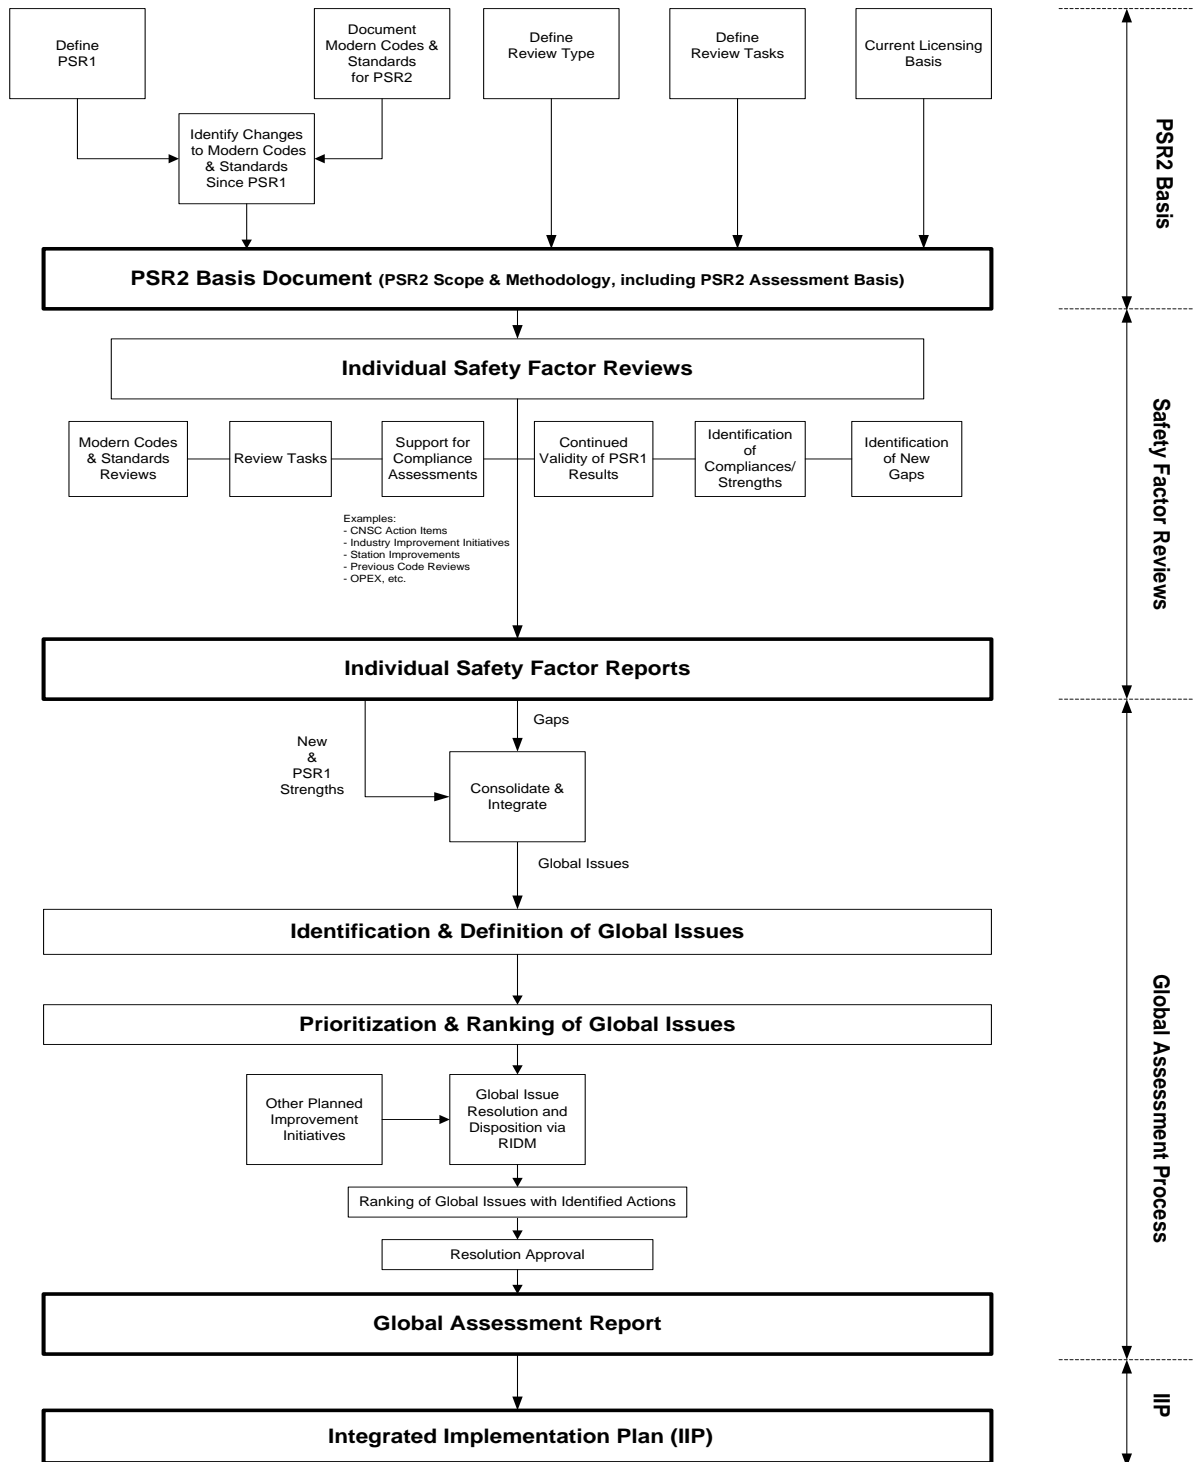 Define
PSR1
Document
Modern Codes &
Standards
for PSR2
Define
Review Type
Define
Review Tasks
Current Licensing
Basis
Identify Changes
to Modern Codes
& Standards
Since PSR1
PSR2 Basis
PSR2 Basis Document (PSR2 Scope & Methodology, including PSR2 Assessment Basis)
Individual Safety Factor Reviews
Modern Codes
& Standards
Reviews
Review Tasks
Support for
Compliance
Assessments
Continued
Validity of PSR1
Results
Identification
of
Compliances/
Strengths
Identification
of New
Gaps
Examples:
- CNSC Action Items
- Industry Improvement Initiatives
- Station Improvements
- Previous Code Reviews
- OPEX, etc.
Safety Factor Reviews
Individual Safety Factor Reports
Gaps
New
&
PSR1
Strengths
Consolidate &
Integrate
Global Issues
Identification & Definition of Global Issues
Prioritization & Ranking of Global Issues
Other Planned
Improvement
Initiatives
Global Issue
Resolution and
Disposition via
RIDM
Ranking of Global Issues with Identified Actions
Resolution Approval
Global Assessment Report
Global Assessment Process
Integrated Implementation Plan (IIP)
IIP